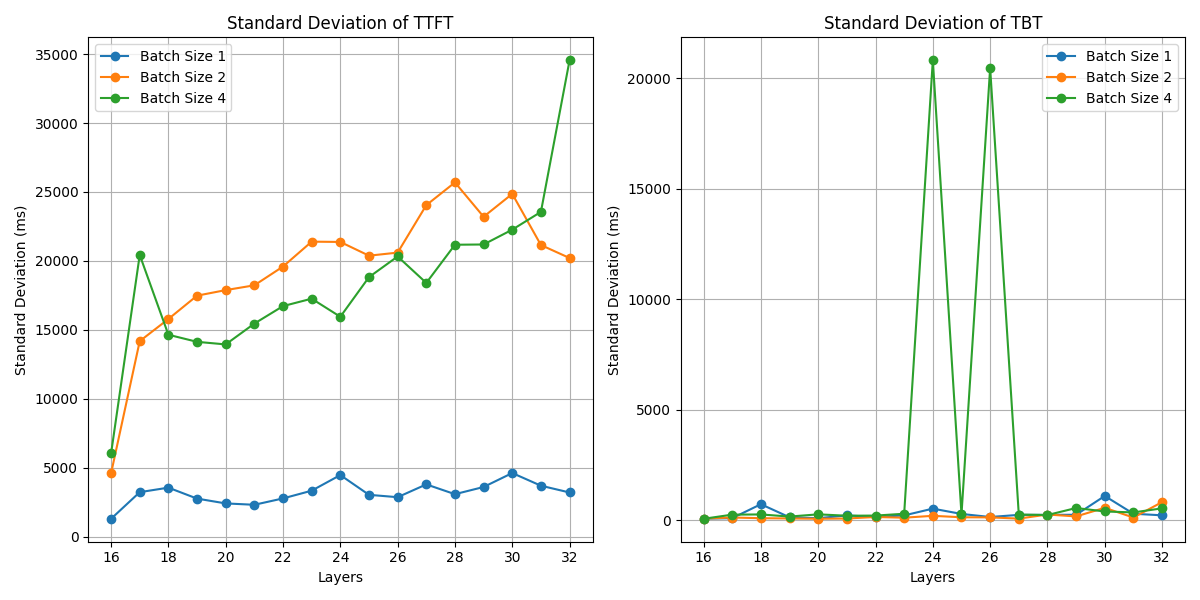 Standard Deviation of TTFT
Standard Deviation (ms)
35000
30000
25000
20000
15000
10000
5000
0
Batch Size 1
Batch Size 2
Batch Size 4
16 18 20 22 24 26 28 30 32
Layers
Standard Deviation of TBT
Standard Deviation (ms)
20000
15000
10000
5000
0
Batch Size 1
Batch Size 2
Batch Size 4
16 18 20 22 24 26 28 30 32
Layers